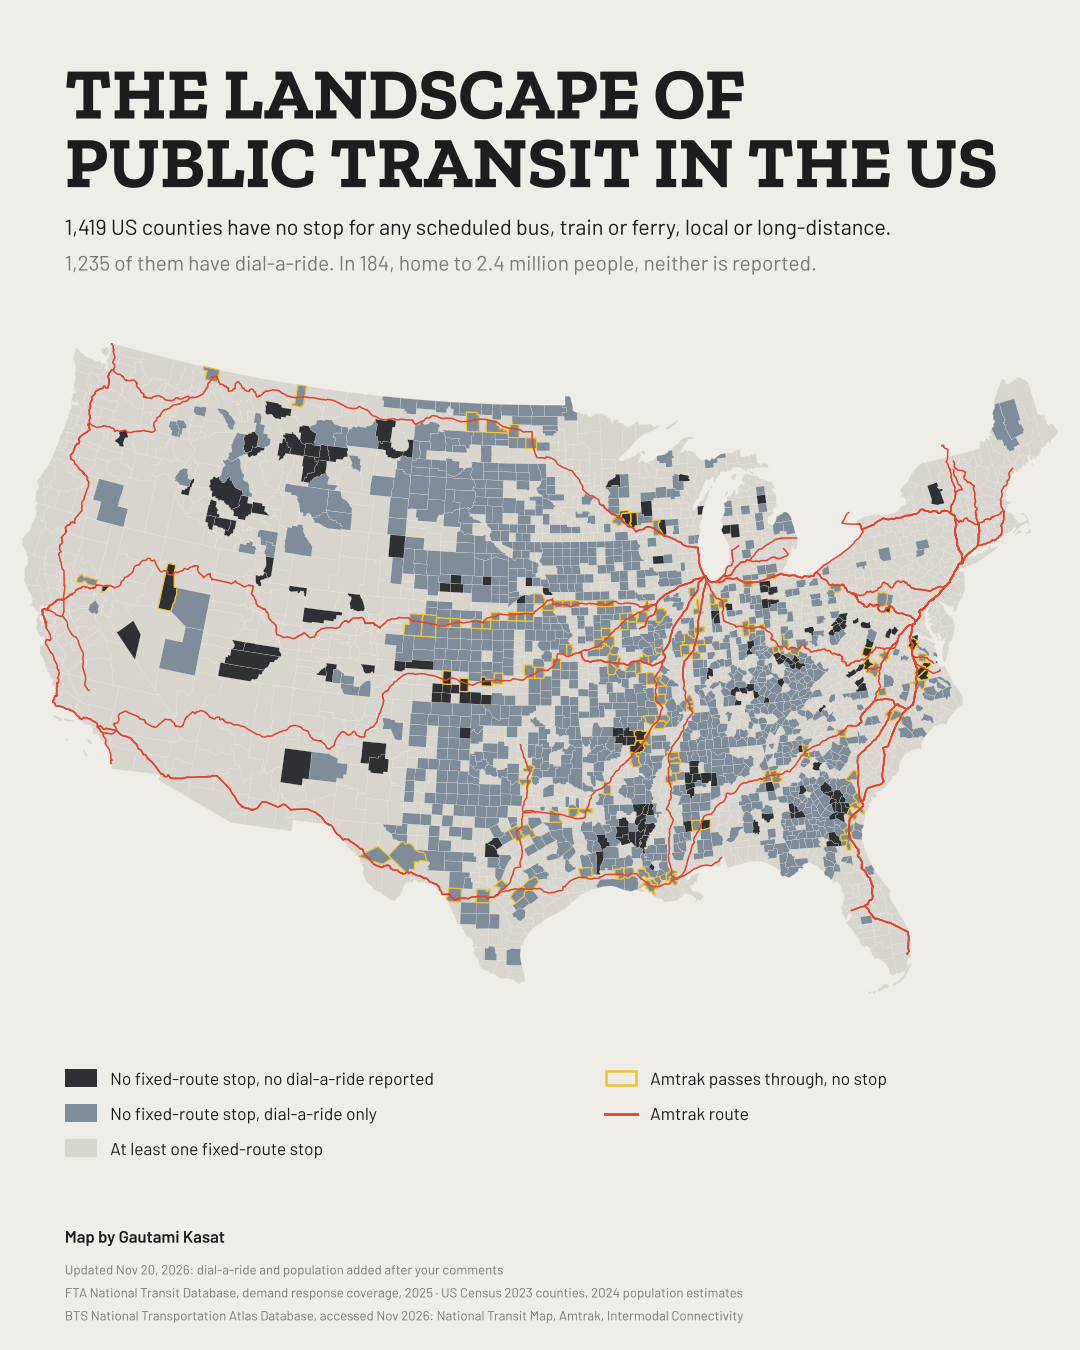 THE LANDSCAPE OF
PUBLIC TRANSIT IN THE US
1,419 US counties have no stop for any scheduled bus, train or ferry, local or long-distance.
1,235 of them have dial-a-ride. In 184, home to 2.4 million people, neither is reported.
No fixed-route stop, no dial-a-ride reported
No fixed-route stop, dial-a-ride only
At least one fixed-route stop
Amtrak passes through, no stop
Amtrak route
Map by Gautami Kasat
Updated Nov 20, 2026: dial-a-ride and population added after your comments
FTA National Transit Database, demand response coverage, 2025 · US Census 2023 counties, 2024 population estimates
BTS National Transportation Atlas Database, accessed Nov 2026: National Transit Map, Amtrak, Intermodal Connectivity